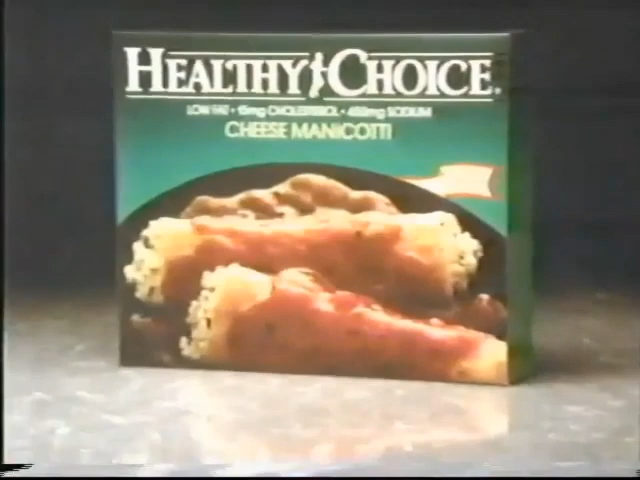 HEALTHY CHOICE®
LOW FAT • 15mg CHOLESTEROL • 450mg SODIUM
CHEESE MANICOTTI